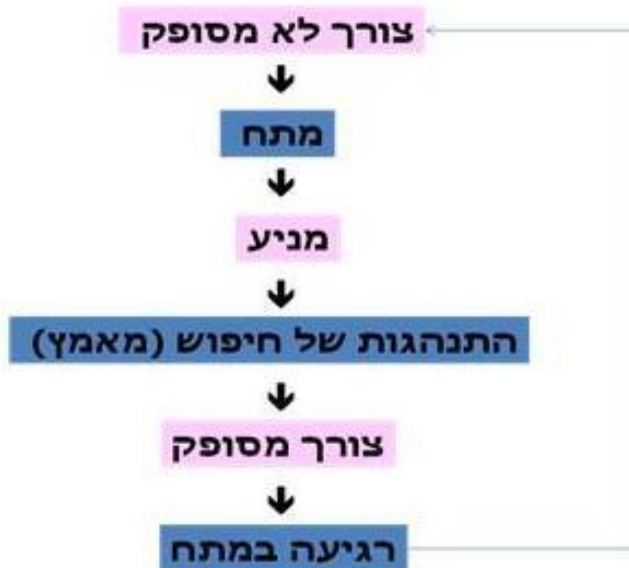 צורך לא מסופק
מתח
מניע
התנהגות של חיפוש (מאמץ)
צורך מסופק
רגיעה במתח